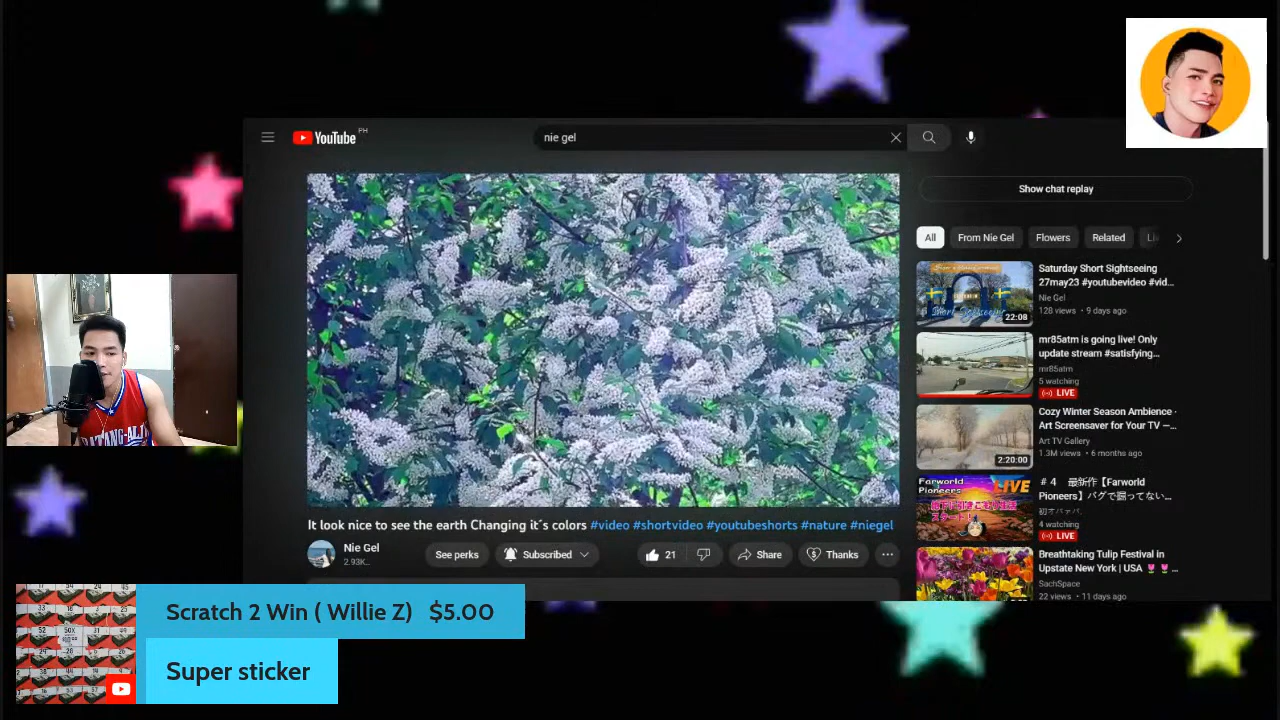 YouTube PH
nie gel
Show chat replay
All
From Nie Gel
Flowers
Related
Saturday Short Sightseeing
27may23 #youtubevideo #vid...
Nie Gel
128 views • 9 days ago
22:08
mr85atm is going live! Only
update stream #satisfying...
mr85atm
5 watching
LIVE
Cozy Winter Season Ambience ·
Art Screensaver for Your TV —...
Art TV Gallery
1.3M views • 6 months ago
2:20:00
Farworld
Pioneers
LIVE
#４ 最新作【Farworld
Pioneers】バグで掘ってない...
4 watching
LIVE
Breathtaking Tulip Festival in
Upstate New York | USA 🌷 🌷 ...
SachSpace
22 views • 11 days ago
It look nice to see the earth Changing it´s colors #video #shortvideo #youtubeshorts #nature #niegel
Nie Gel
2.93K..
See perks
Subscribed
21
Share
Thanks
Scratch 2 Win ( Willie Z) $5.00
Super sticker